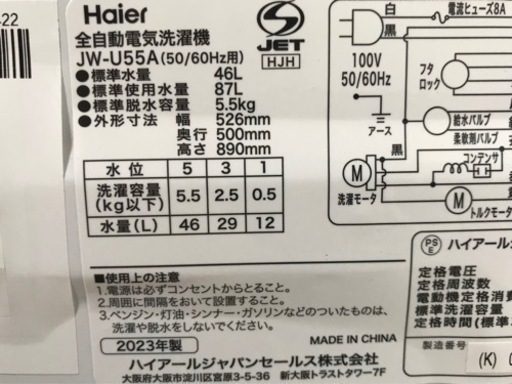 422
Haier
全自動電気洗濯機
JW-U55A(50/60Hz用)
●標準水量 46L
●標準使用水量 87L
●標準脱水容量 5.5kg
●外形寸法 幅 526mm
奥行 500mm
高さ 890mm
S
JET
HJH
水位 5 3 1
洗濯容量(kg以下) 5.5 2.5 0.5
水量(L) 46 29 12
白
黒
電流ヒューズ8A
100V
50/60Hz
アース
黒
フタロック
給水バルブ
柔軟剤バルブ
コンデンサ
M
洗濯モータ
M
トルクモータ
使用上の注意
1.電源は必ずコンセントからとること。
2.周囲に間隔をおいて設置すること。
3.ベンジン・灯油・シンナー・ガソリンなどのついたものは、
洗濯や脱水をしないでください。
MADE IN CHINA
2023年製
ハイアールジャパンセールス株式会社
大阪府大阪市淀川区宮原3-5-36 新大阪トラストタワー7F
PSE
ハイアール
定格電圧
定格周波数
電動機定格消費
標準洗濯容量
定格時間(標準
製造番号
(K)